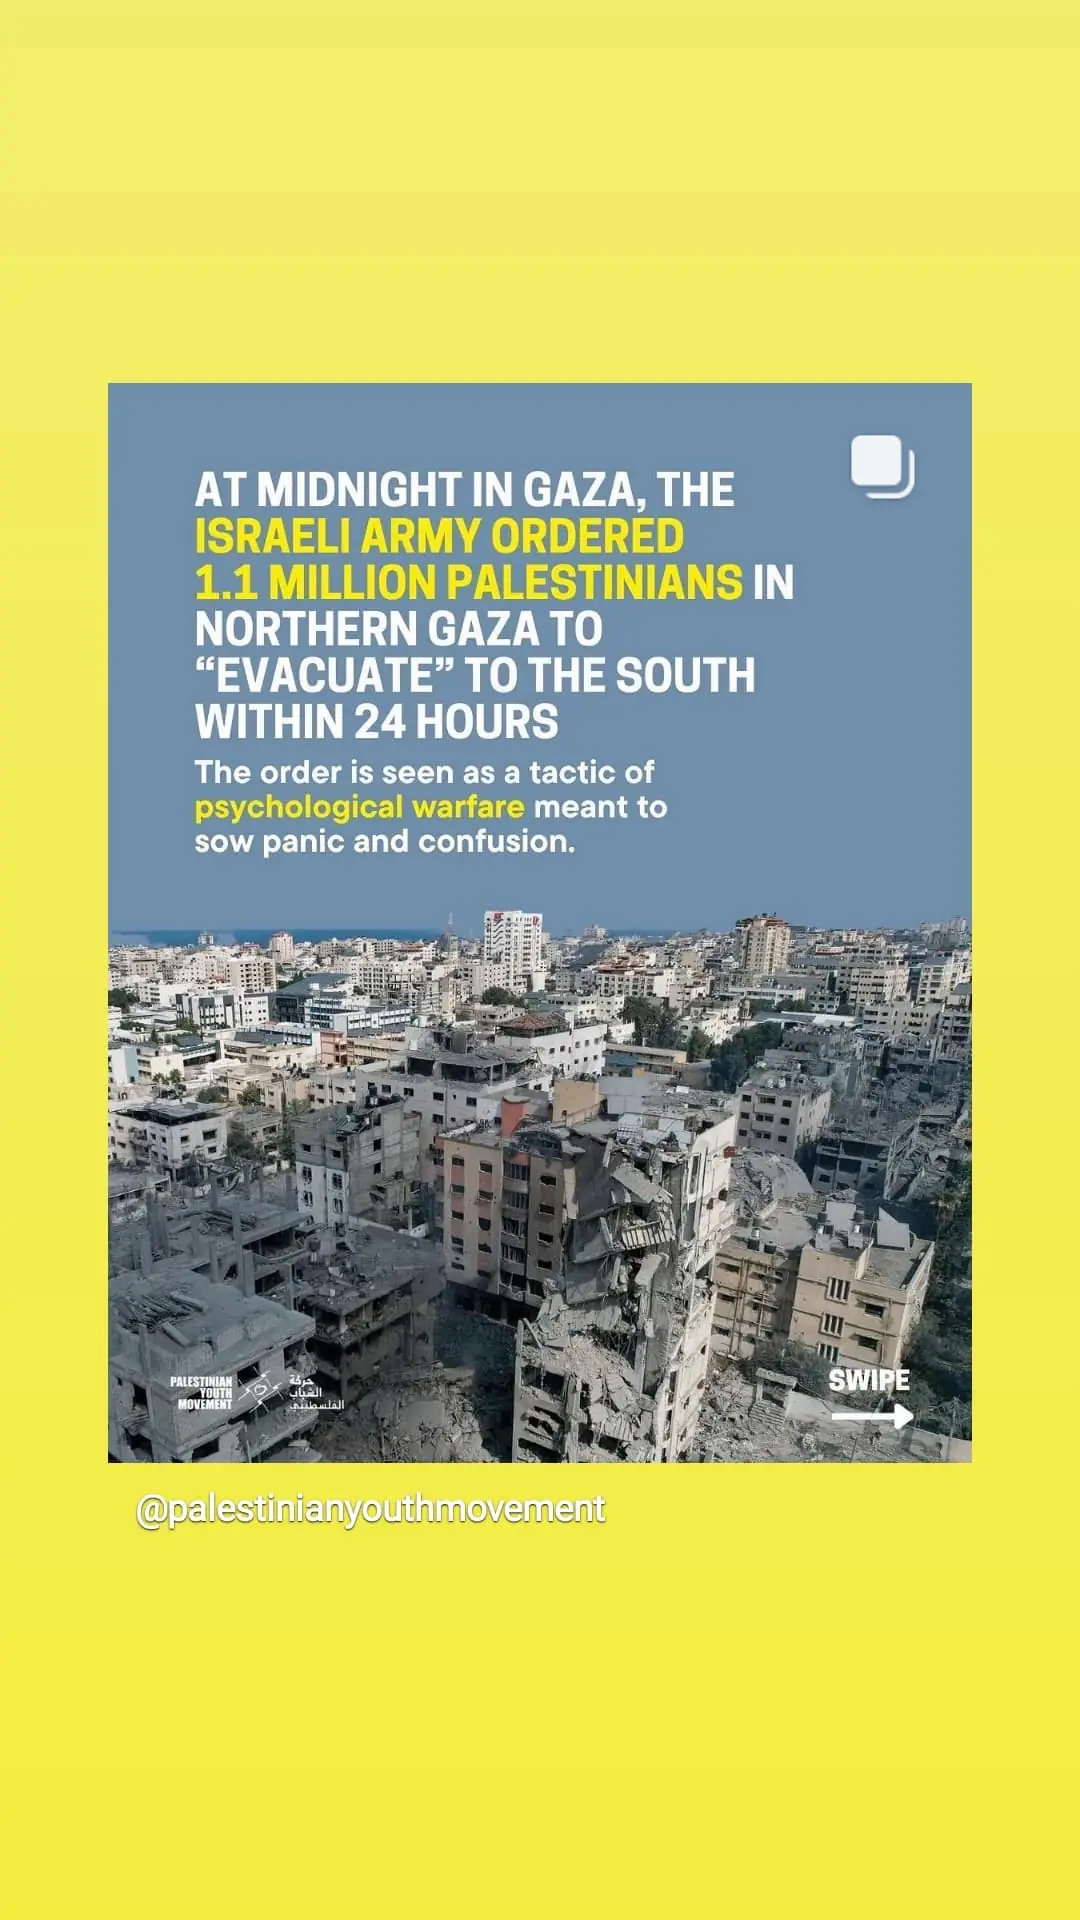 AT MIDNIGHT IN GAZA, THE
ISRAELI ARMY ORDERED
1.1 MILLION PALESTINIANS IN
NORTHERN GAZA TO
“EVACUATE” TO THE SOUTH
WITHIN 24 HOURS
The order is seen as a tactic of
psychological warfare meant to
sow panic and confusion.
PALESTINIAN
YOUTH
MOVEMENT
حركة
الشباب
الفلسطيني
SWIPE
@palestinianyouthmovement